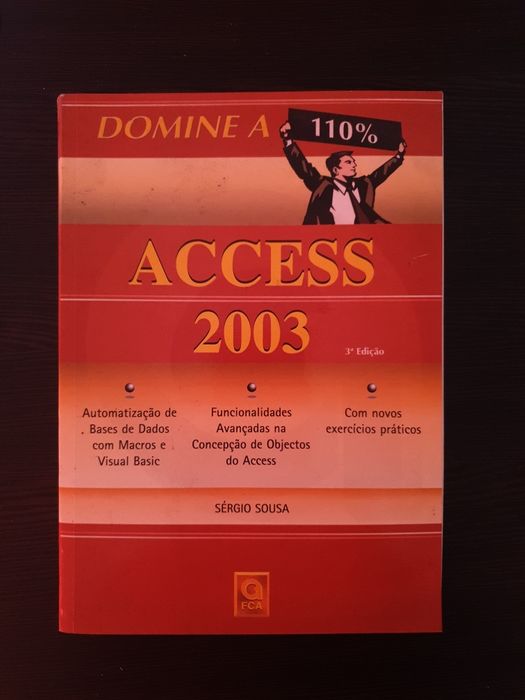 DOMINE A 110%
ACCESS
2003
3ª Edição
Automatização de
Bases de Dados
com Macros e
Visual Basic
Funcionalidades
Avançadas na
Concepção de Objectos
do Access
Com novos
exercícios práticos
SÉRGIO SOUSA
FCA